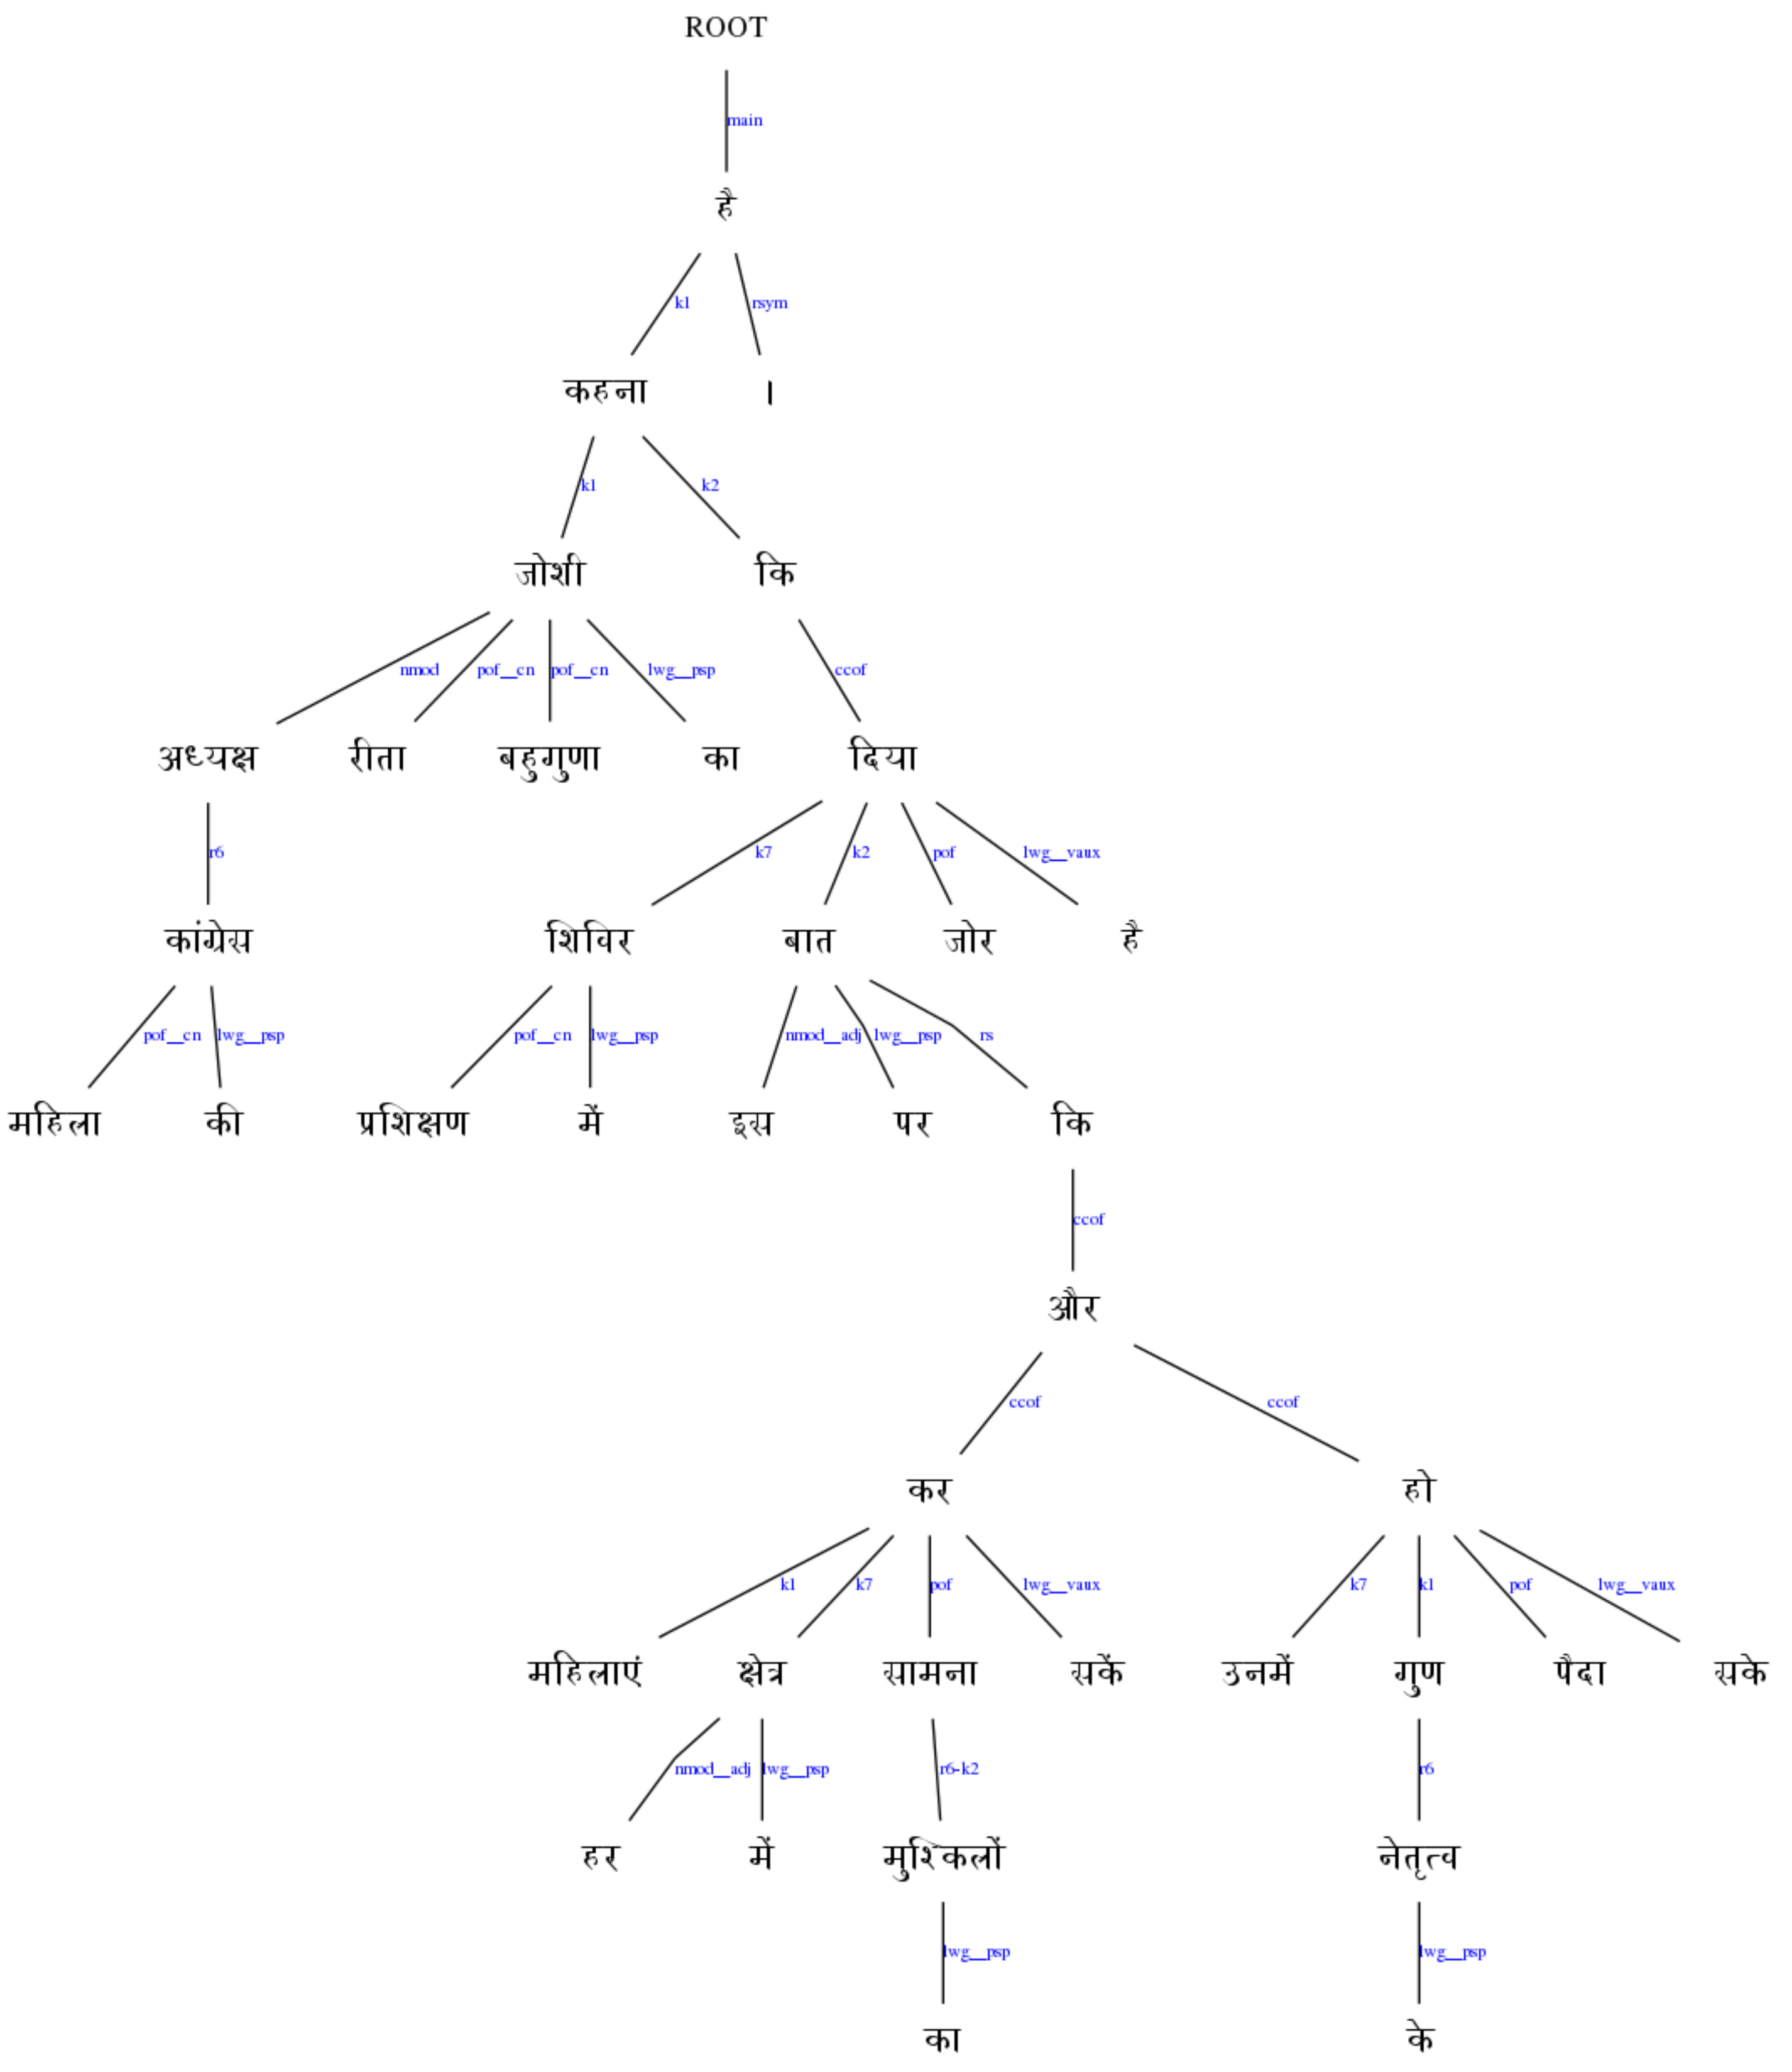 ROOT
main
है
k1 rsym
कहना ।
k1 k2
जोशी कि
nmod pof__cn pof__cn lwg__psp ccof
अध्यक्ष रीता बहुगुणा का दिया
r6 k7 k2 pof lwg__vaux
कांग्रेस शिविर बात जोर है
pof__cn lwg__psp pof__cn lwg__psp nmod__adj lwg__psp rs
महिला की प्रशिक्षण में इस पर कि
ccof
और
ccof ccof
कर हो
k1 k7 pof lwg__vaux k7 k1 pof lwg__vaux
महिलाएं क्षेत्र सामना सकें उनमें गुण पैदा सके
nmod__adj lwg__psp r6-k2 r6
हर में मुश्किलों नेतृत्व
lwg__psp lwg__psp
का के